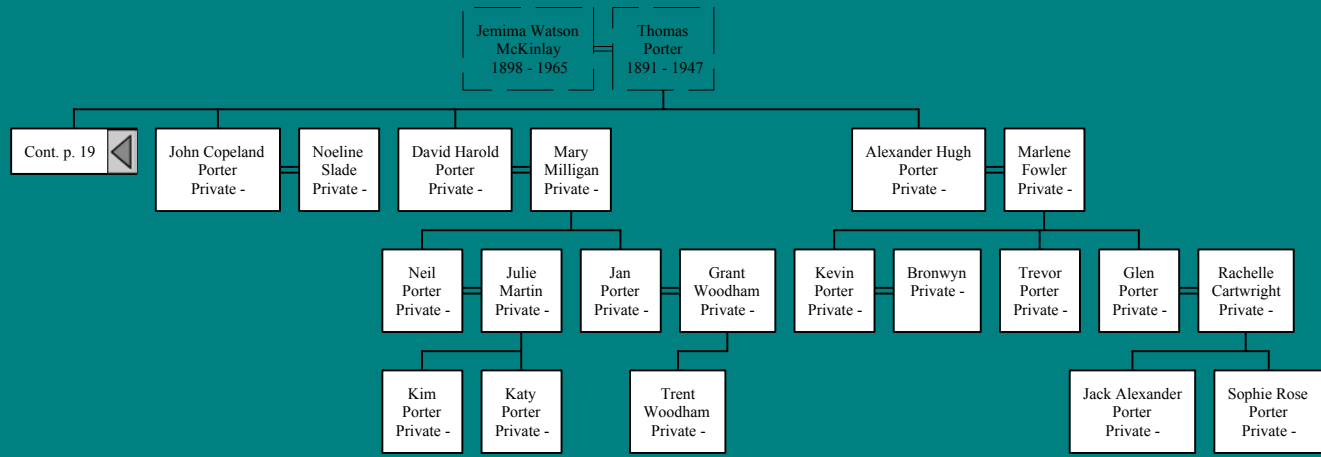 Jemima Watson
McKinlay
1898 - 1965
Thomas
Porter
1891 - 1947
Cont. p. 19
John Copeland
Porter
Private -
Noeline
Slade
Private -
David Harold
Porter
Private -
Mary
Milligan
Private -
Alexander Hugh
Porter
Private -
Marlene
Fowler
Private -
Neil
Porter
Private -
Julie
Martin
Private -
Jan
Porter
Private -
Grant
Woodham
Private -
Kevin
Porter
Private -
Bronwyn
Private -
Trevor
Porter
Private -
Glen
Porter
Private -
Rachelle
Cartwright
Private -
Kim
Porter
Private -
Katy
Porter
Private -
Trent
Woodham
Private -
Jack Alexander
Porter
Private -
Sophie Rose
Porter
Private -